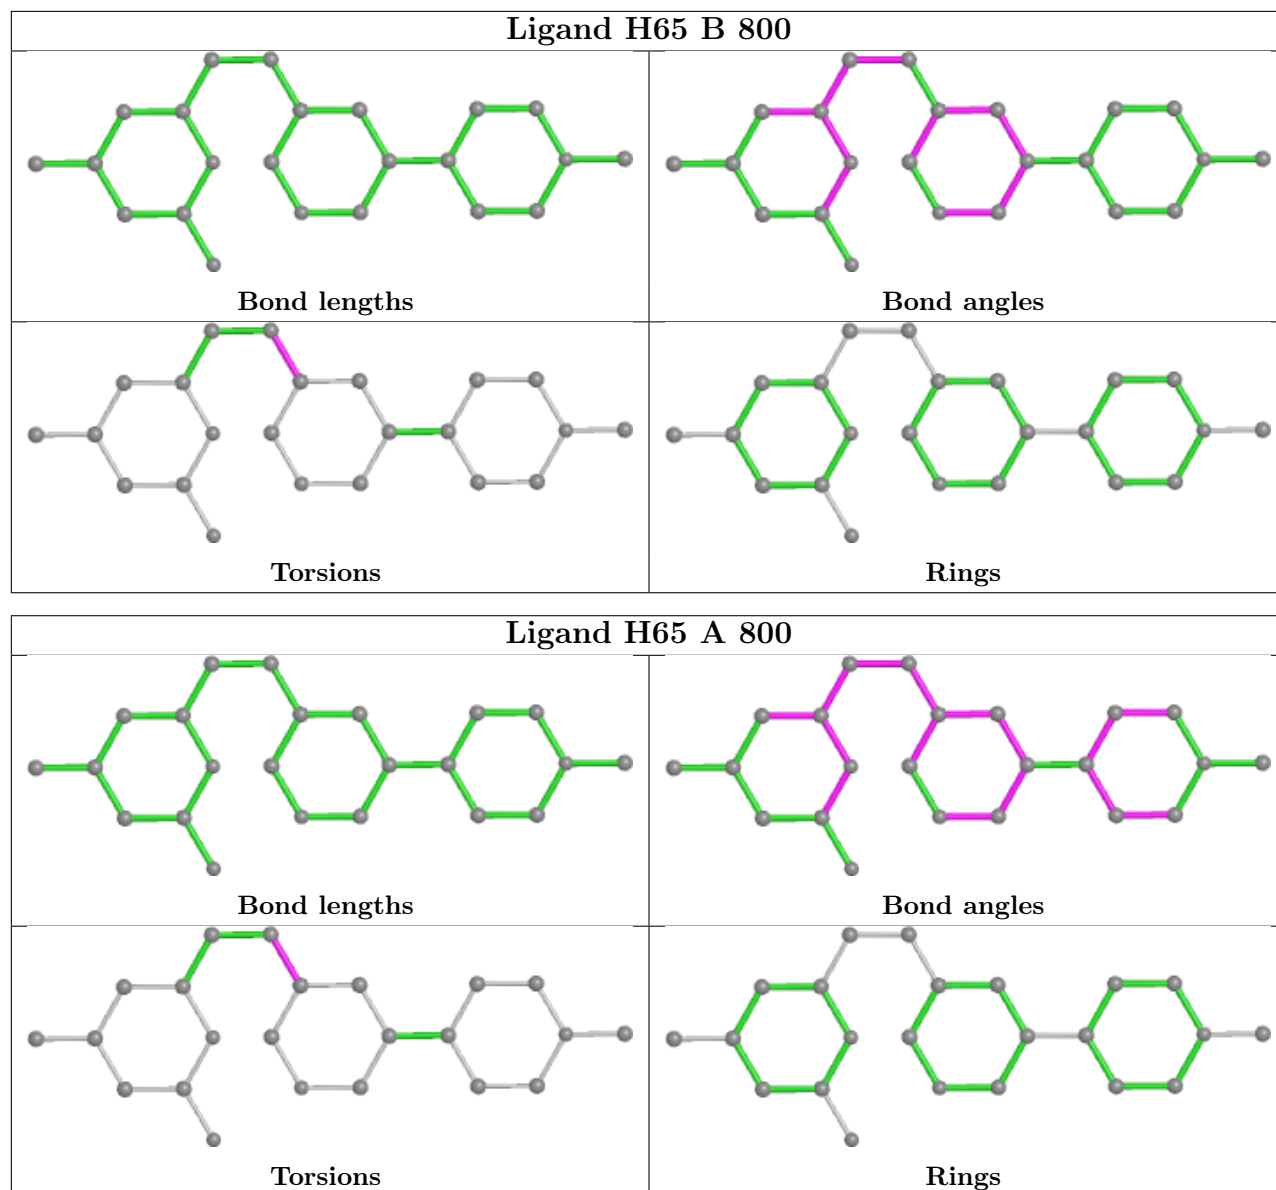 Ligand H65 B 800
Bond lengths
Bond angles
Torsions
Rings
Ligand H65 A 800
Bond lengths
Bond angles
Torsions
Rings